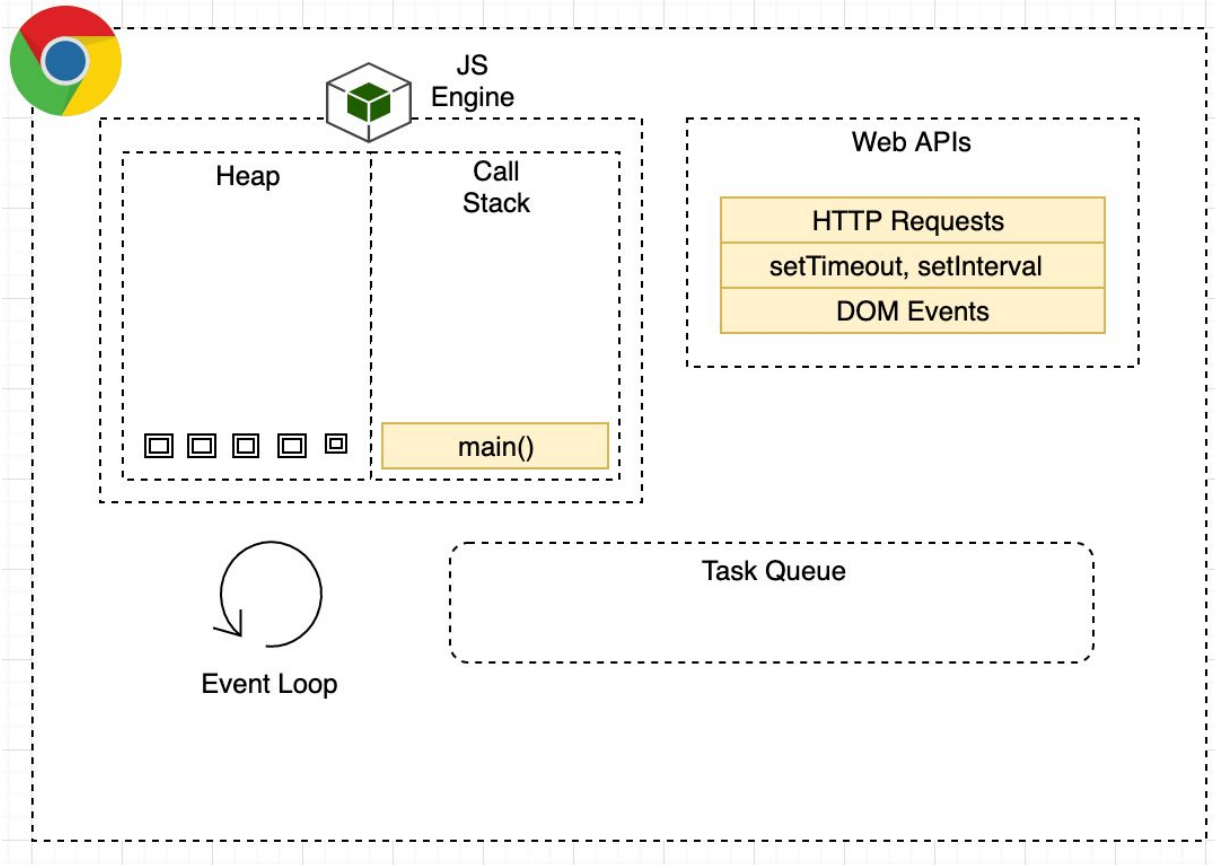 JS
Engine
Heap
Call
Stack
main()
Web APIs
HTTP Requests
setTimeout, setInterval
DOM Events
Event Loop
Task Queue